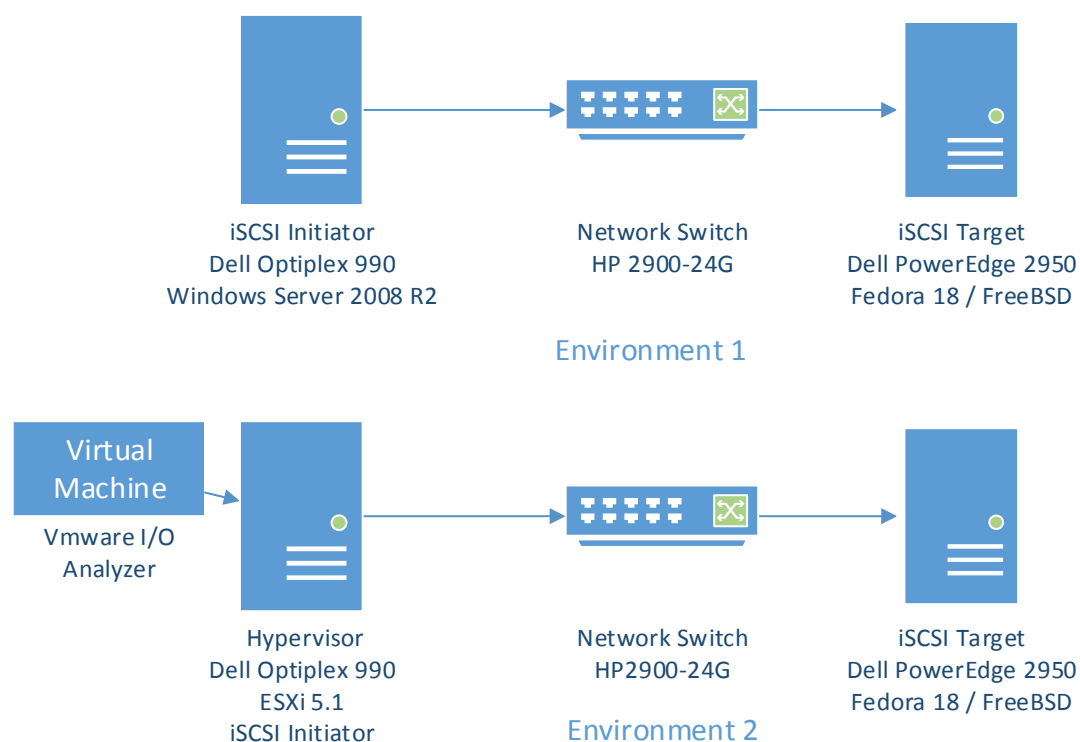 iSCSI Initiator
Dell Optiplex 990
Windows Server 2008 R2
Network Switch
HP 2900-24G
iSCSI Target
Dell PowerEdge 2950
Fedora 18 / FreeBSD
Environment 1
Virtual
Machine
Vmware I/O
Analyzer
Hypervisor
Dell Optiplex 990
ESXi 5.1
iSCSI Initiator
Network Switch
HP2900-24G
iSCSI Target
Dell PowerEdge 2950
Fedora 18 / FreeBSD
Environment 2